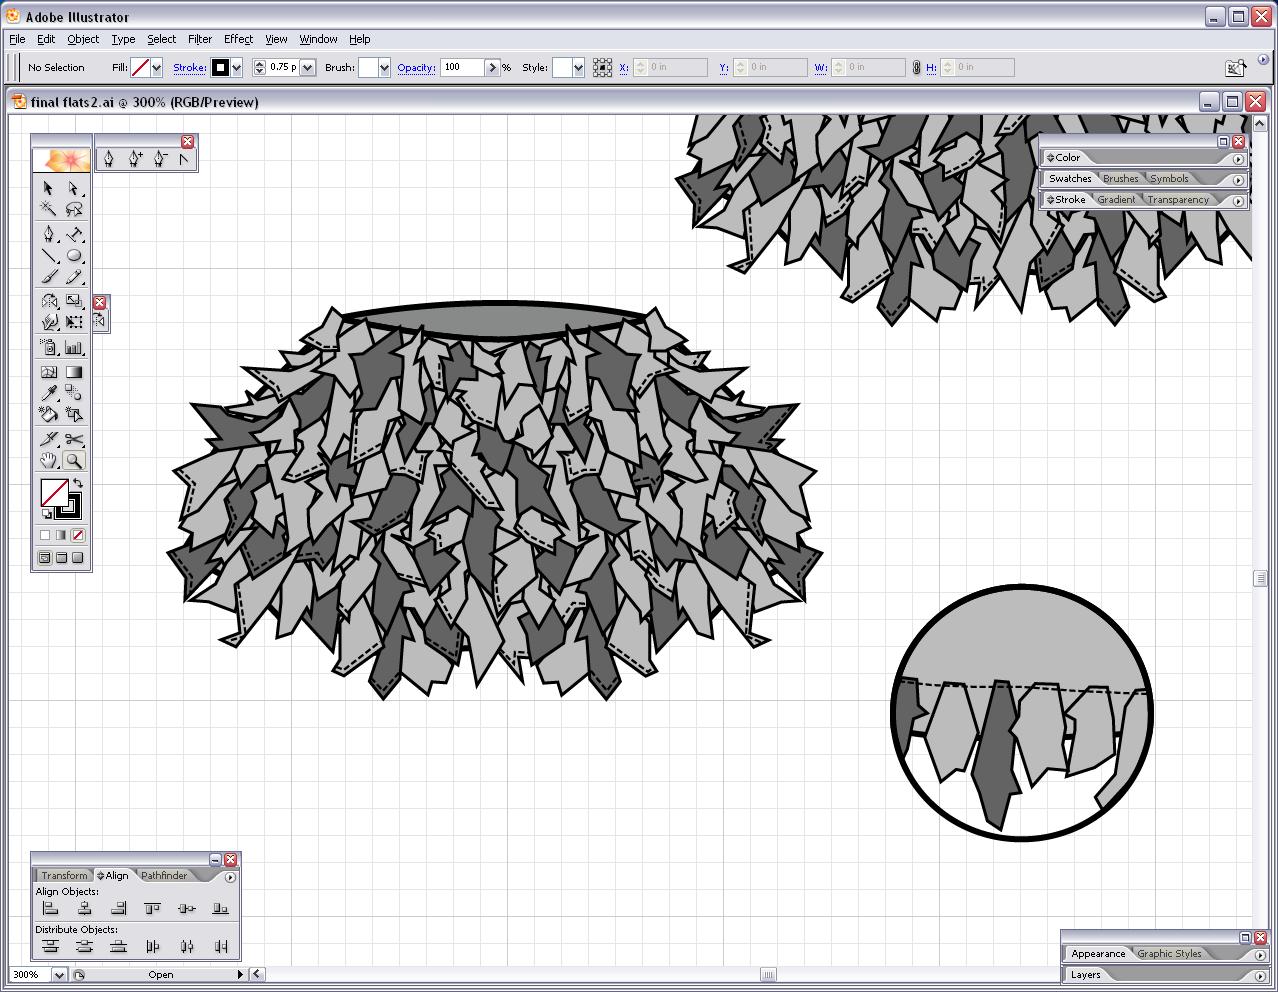 Adobe Illustrator
File Edit Object Type Select Filter Effect View Window Help
No Selection Fill: Stroke: 0.75 p Brush: Opacity: 100 % Style: X: 0 in Y: 0 in W: 0 in H: 0 in
final flats2.ai @ 300% (RGB/Preview)
Color
Swatches Brushes Symbols
Stroke Gradient Transparency
Transform Align Pathfinder
Align Objects:
Distribute Objects:
Appearance Graphic Styles
Layers
300% Open